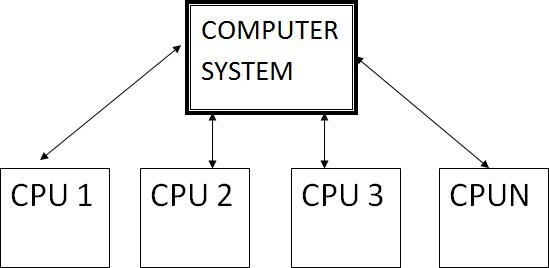 COMPUTER
SYSTEM
CPU 1
CPU 2
CPU 3
CPUN